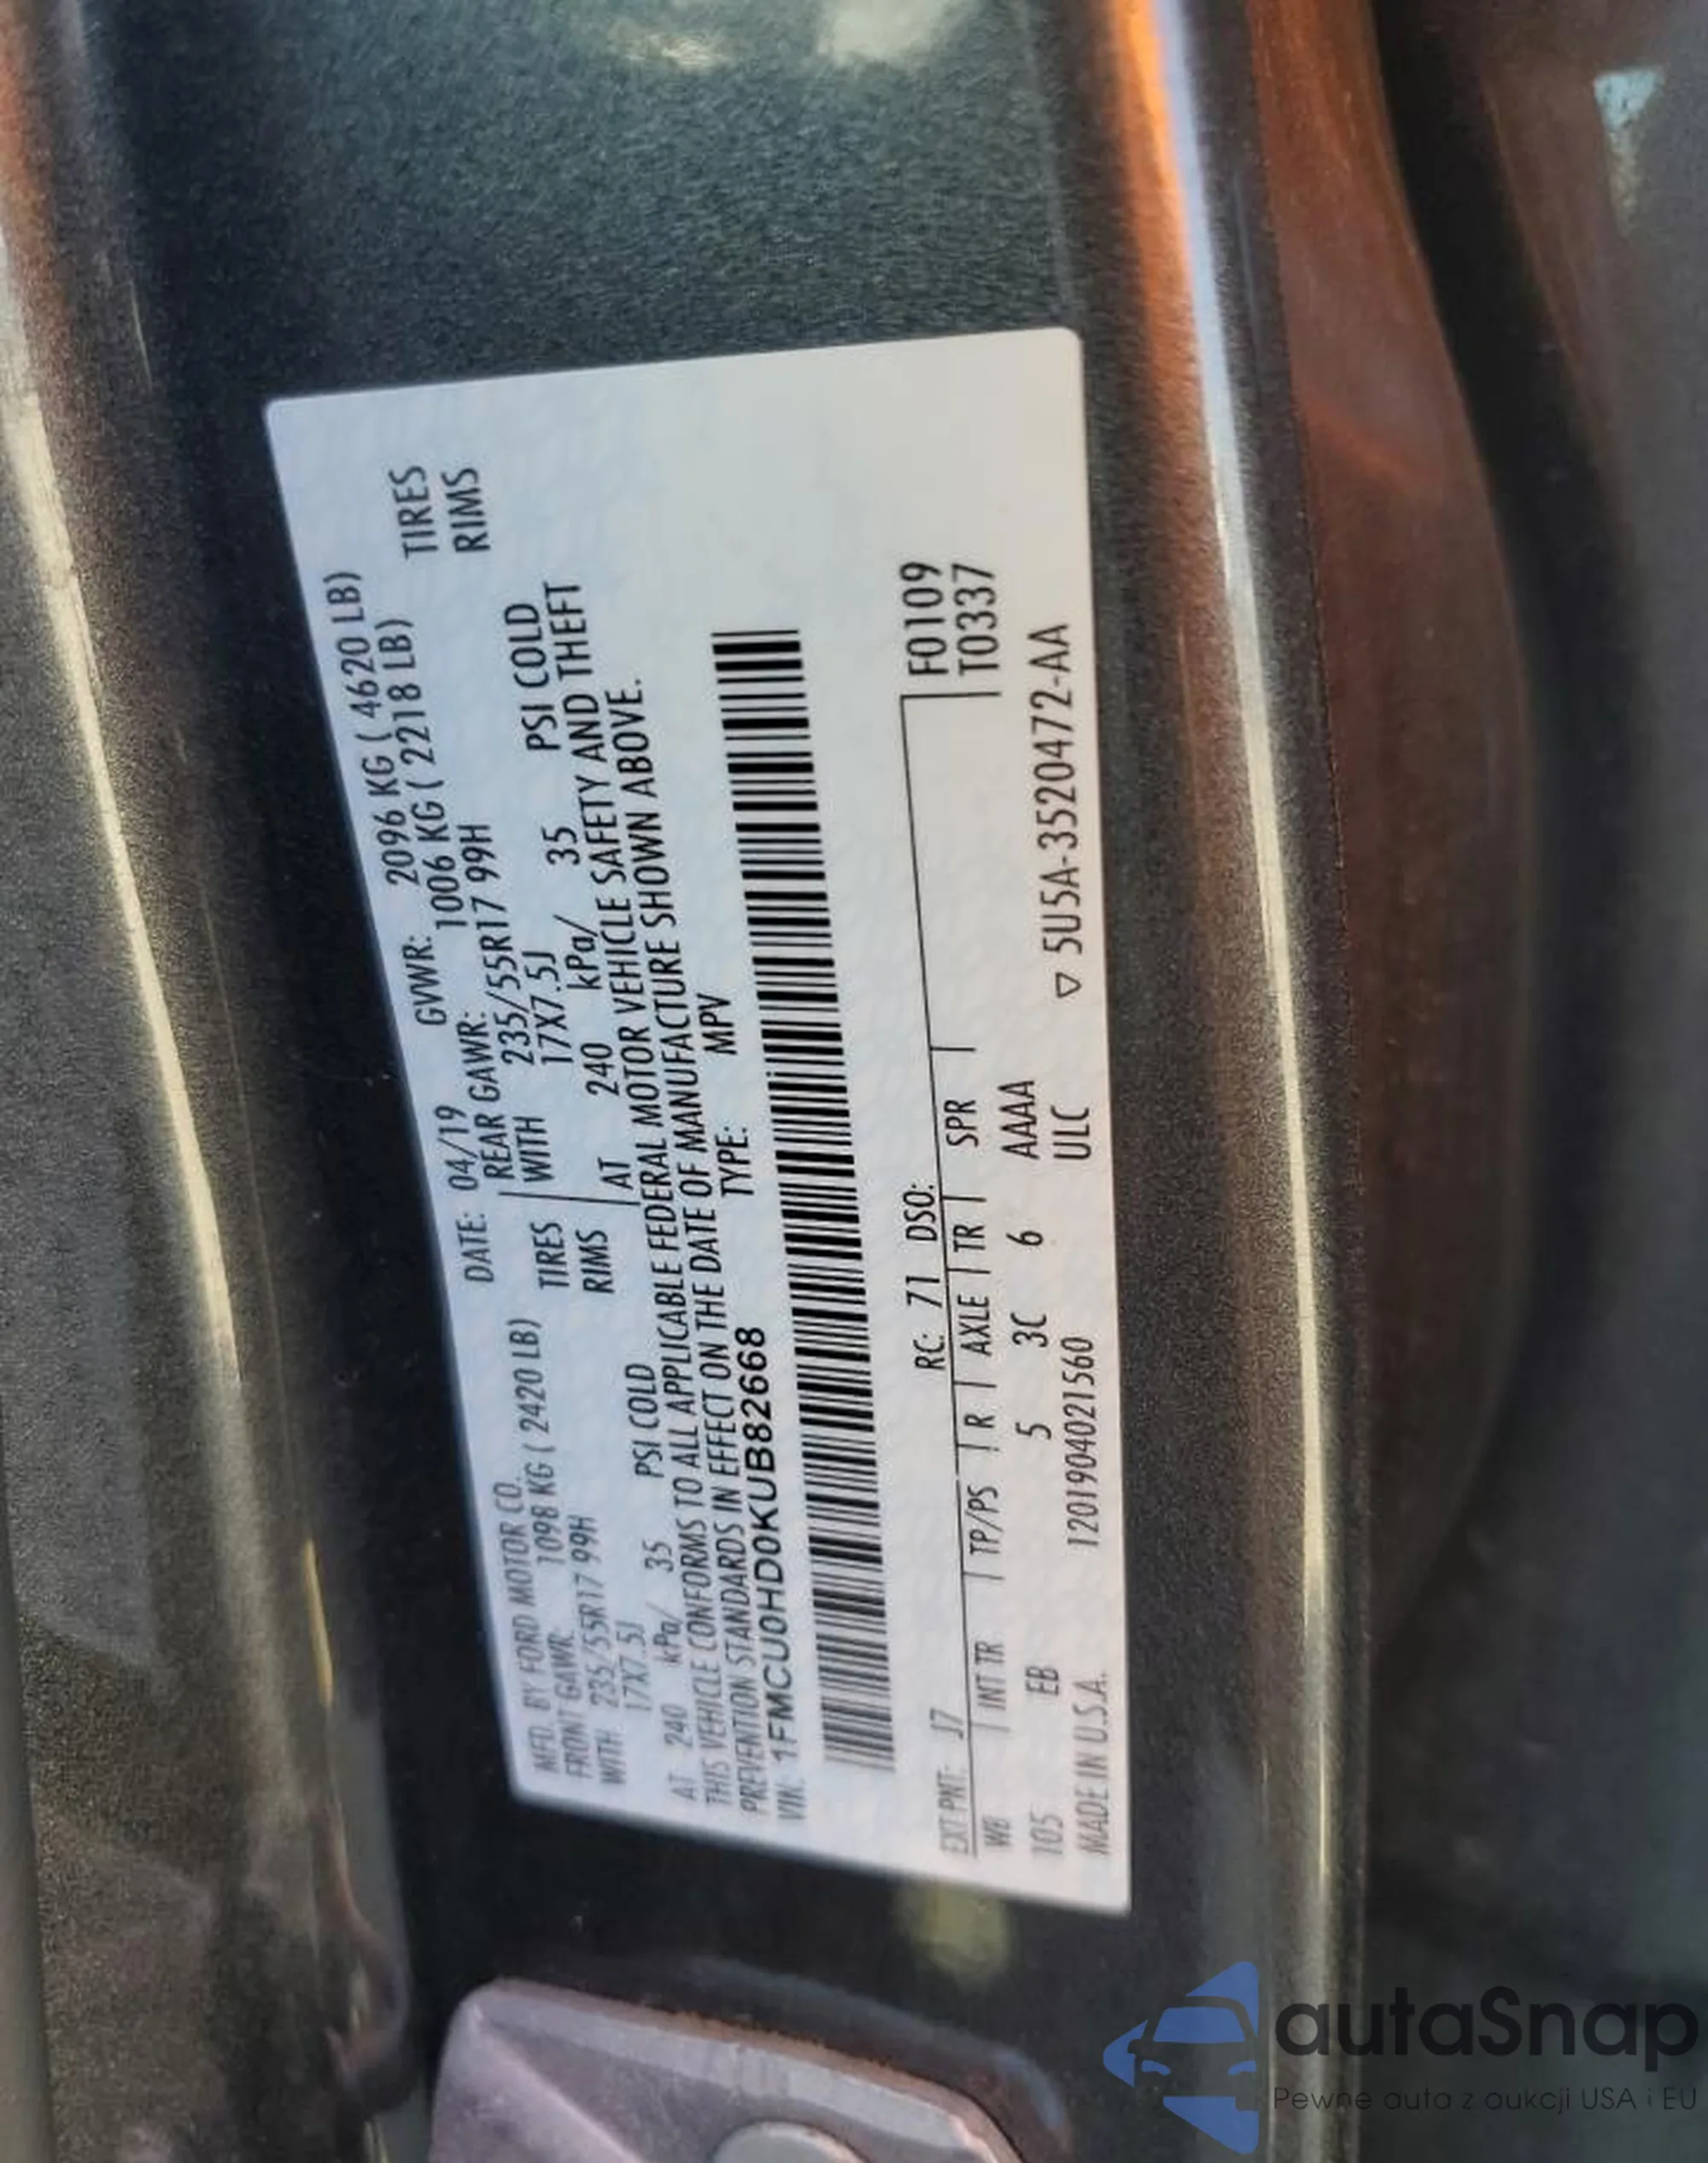 MFD. BY FORD MOTOR CO. DATE: 04/19 GVWR: 2096 KG ( 4620 LB)
FRONT GAWR: 1098 KG ( 2420 LB) REAR GAWR: 1006 KG ( 2218 LB)
WITH 235/55R17 99H TIRES WITH 235/55R17 99H TIRES
17X7.5J RIMS 17X7.5J RIMS
AT 240 kPa/ 35 PSI COLD AT 240 kPa/ 35 PSI COLD
THIS VEHICLE CONFORMS TO ALL APPLICABLE FEDERAL MOTOR VEHICLE SAFETY AND THEFT
PREVENTION STANDARDS IN EFFECT ON THE DATE OF MANUFACTURE SHOWN ABOVE.
VIN: 1FMCU0HD0KUB82668 TYPE: MPV
EXT PNT: J7 RC: 71 DSO: F0109
WB INT TR TP/PS R AXLE TR SPR T0337
105 EB 5 3C 6 AAAA
MADE IN U.S.A. 120190402 1560 ULC ▽ 5U5A-3520472-AA
autaSnap
Pewne auta z aukcji USA i EU